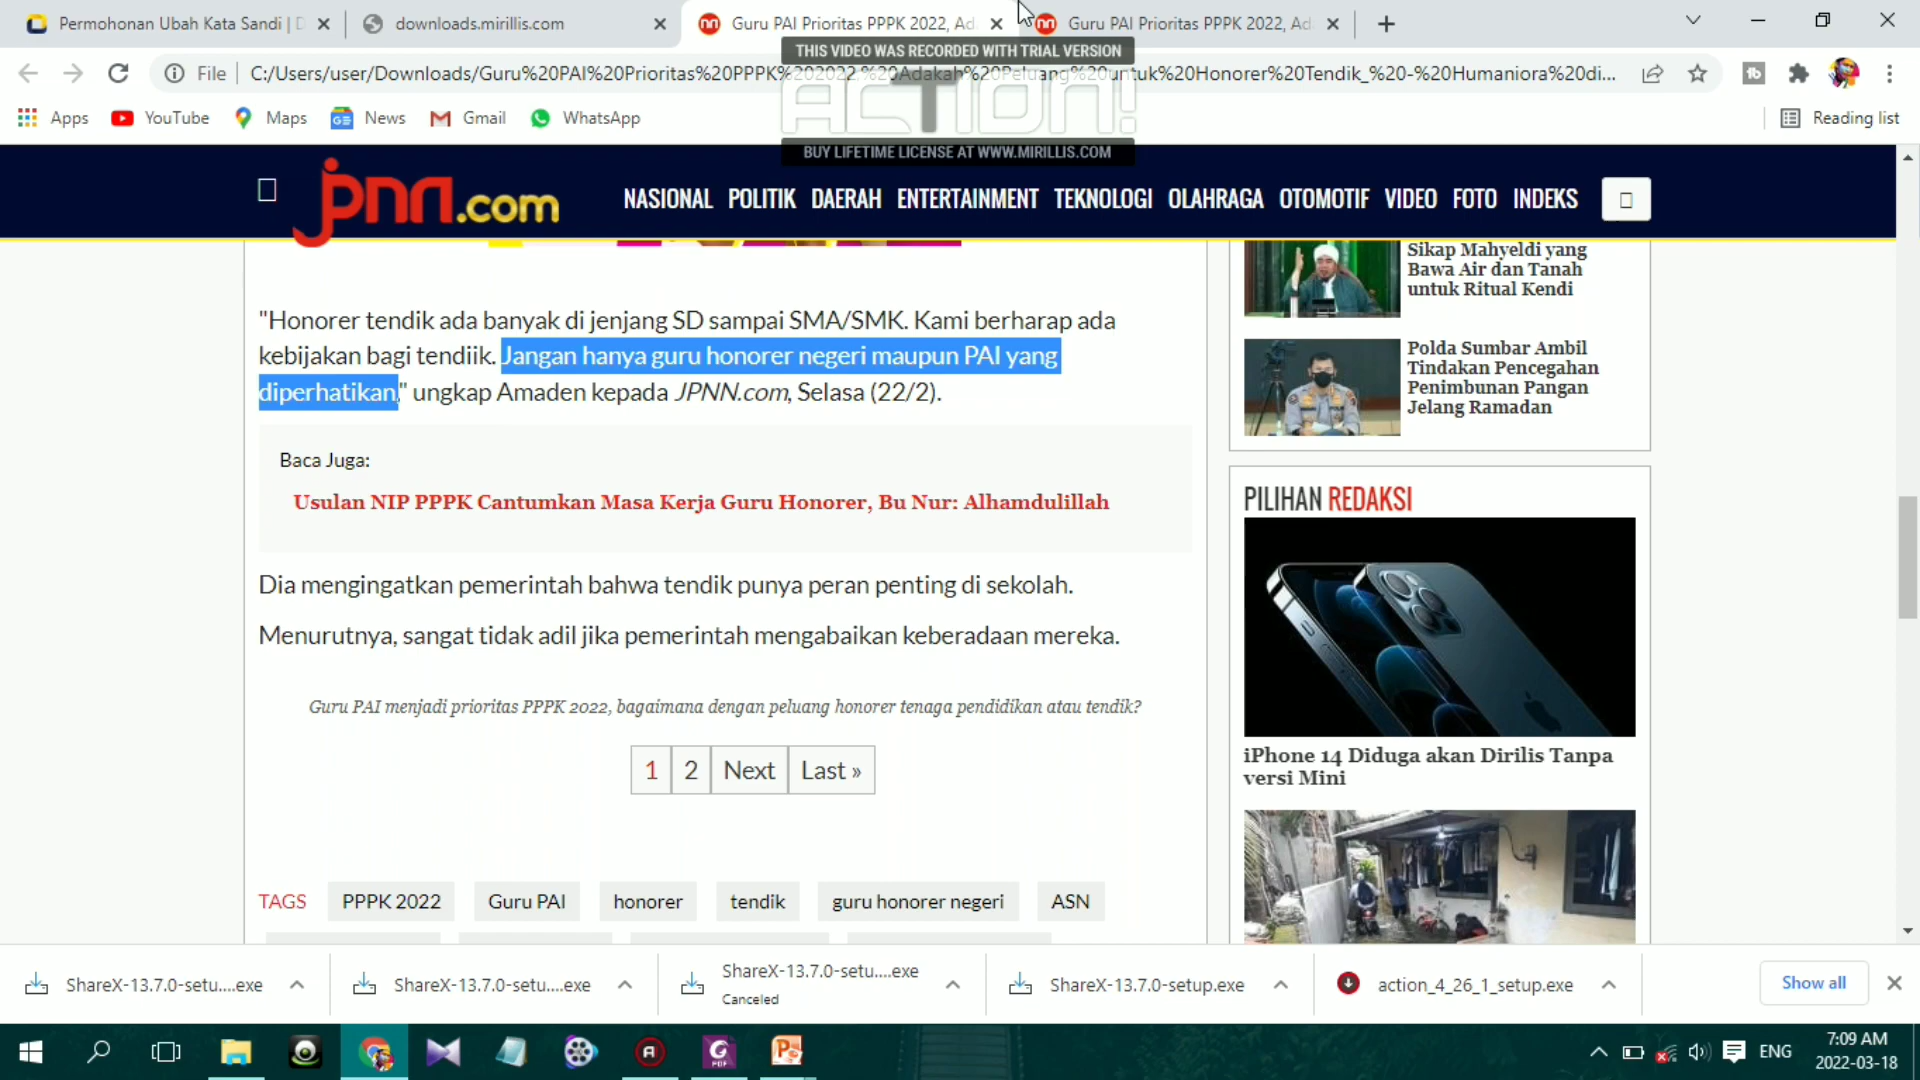 Permohonan Ubah Kata Sandi | D
downloads.mirillis.com
Guru PAI Prioritas PPPK 2022, Ad
Guru PAI Prioritas PPPK 2022, Ad
THIS VIDEO WAS RECORDED WITH TRIAL VERSION
ACTION!
BUY LIFETIME LICENSE AT WWW.MIRILLIS.COM
File
C:/Users/user/Downloads/Guru%20PAI%20Prioritas%20PPPK%202022,%20Adakah%20Peluang%20untuk%20Honorer%20Tendik_%20-%20Humaniora%20di...
Apps
YouTube
Maps
News
Gmail
WhatsApp
Reading list
jpnn.com
NASIONAL POLITIK DAERAH ENTERTAINMENT TEKNOLOGI OLAHRAGA OTOMOTIF VIDEO FOTO INDEKS
"Honorer tendik ada banyak di jenjang SD sampai SMA/SMK. Kami berharap ada
kebijakan bagi tendiik. Jangan hanya guru honorer negeri maupun PAI yang
diperhatikan," ungkap Amaden kepada JPNN.com, Selasa (22/2).
Baca Juga:
Usulan NIP PPPK Cantumkan Masa Kerja Guru Honorer, Bu Nur: Alhamdulillah
Dia mengingatkan pemerintah bahwa tendik punya peran penting di sekolah.
Menurutnya, sangat tidak adil jika pemerintah mengabaikan keberadaan mereka.
Guru PAI menjadi prioritas PPPK 2022, bagaimana dengan peluang honorer tenaga pendidikan atau tendik?
1 2 Next Last »
TAGS PPPK 2022 Guru PAI honorer tendik guru honorer negeri ASN
Sikap Mahyeldi yang
Bawa Air dan Tanah
untuk Ritual Kendi
Polda Sumbar Ambil
Tindakan Pencegahan
Penimbunan Pangan
Jelang Ramadan
PILIHAN REDAKSI
iPhone 14 Diduga akan Dirilis Tanpa
versi Mini
ShareX-13.7.0-setu....exe
ShareX-13.7.0-setu....exe
ShareX-13.7.0-setu....exe
Canceled
ShareX-13.7.0-setup.exe
action_4_26_1_setup.exe
Show all
ENG
7:09 AM
2022-03-18